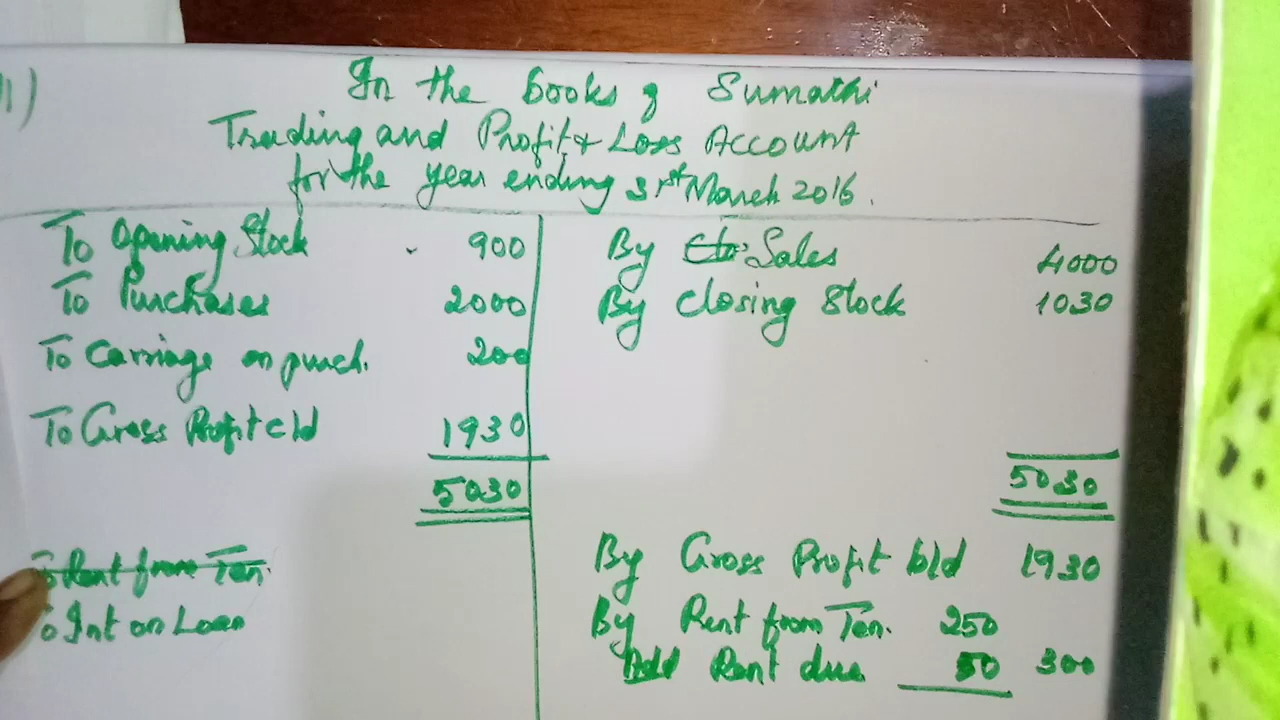 11)
In the books of Sumathi
Trading and Profit & Loss Account
for the year ending 31st March 2016.
To Opening Stock 900 By Sales 4000
To Purchases 2000 By Closing Stock 1030
To Carriage on purch. 200
To Gross Profit c/d 1930
5030 5030
To Rent from Ten. By Gross Profit b/d 1930
To Int on Loan By Rent from Ten. 250
Add Rent due 50 300